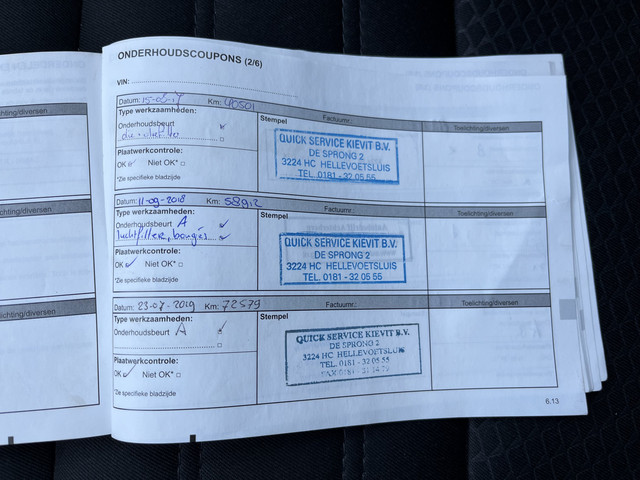 ONDERHOUDSCOUPONS (2/6)
VIN:
Datum: Km: 40501 Factuurnr.: Toelichting/diversen
Type werkzaamheden: Stempel
Onderhoudsbeurt
Plaatwerkcontrole:
OK Niet OK*
*Zie specifieke bladzijde
QUICK SERVICE KIEVIT B.V.
DE SPRONG 2
3224 HC HELLEVOETSLUIS
TEL. 0181 - 32 05 55
Datum: 11-09-2018 Km: 58912 Factuurnr.: Toelichting/diversen
Type werkzaamheden: Stempel
Onderhoudsbeurt A
luchtfilter, bougies
Plaatwerkcontrole:
OK Niet OK*
*Zie specifieke bladzijde
QUICK SERVICE KIEVIT B.V.
DE SPRONG 2
3224 HC HELLEVOETSLUIS
TEL. 0181 - 32 05 55
Datum: 23-07-2019 Km: 72579 Factuurnr.: Toelichting/diversen
Type werkzaamheden: Stempel
Onderhoudsbeurt A
Plaatwerkcontrole:
OK Niet OK*
*Zie specifieke bladzijde
QUICK SERVICE KIEVIT B.V.
DE SPRONG 2
3224 HC HELLEVOETSLUIS
TEL. 0181 - 32 05 55
FAX 0181 -
6.13